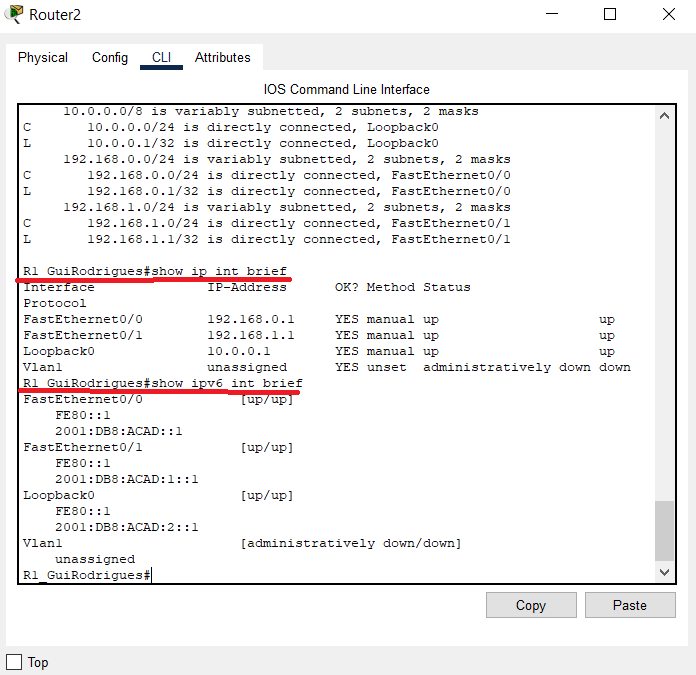 Router2
Physical Config CLI Attributes
IOS Command Line Interface
10.0.0.0/8 is variably subnetted, 2 subnets, 2 masks
C 10.0.0.0/24 is directly connected, Loopback0
L 10.0.0.1/32 is directly connected, Loopback0
192.168.0.0/24 is variably subnetted, 2 subnets, 2 masks
C 192.168.0.0/24 is directly connected, FastEthernet0/0
L 192.168.0.1/32 is directly connected, FastEthernet0/0
192.168.1.0/24 is variably subnetted, 2 subnets, 2 masks
C 192.168.1.0/24 is directly connected, FastEthernet0/1
L 192.168.1.1/32 is directly connected, FastEthernet0/1
R1_GuiRodrigues#show ip int brief
Interface IP-Address OK? Method Status
Protocol
FastEthernet0/0 192.168.0.1 YES manual up up
FastEthernet0/1 192.168.1.1 YES manual up up
Loopback0 10.0.0.1 YES manual up up
Vlan1 unassigned YES unset administratively down down
R1_GuiRodrigues#show ipv6 int brief
FastEthernet0/0 [up/up]
FE80::1
2001:DB8:ACAD::1
FastEthernet0/1 [up/up]
FE80::1
2001:DB8:ACAD:1::1
Loopback0 [up/up]
FE80::1
2001:DB8:ACAD:2::1
Vlan1 [administratively down/down]
unassigned
R1_GuiRodrigues#
Copy Paste
Top